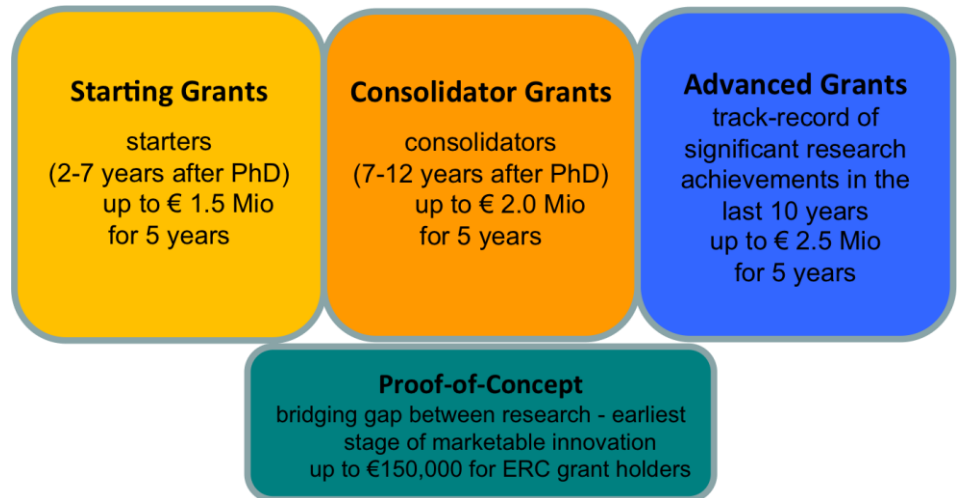 Starting Grants
starters
(2-7 years after PhD)
up to € 1.5 Mio
for 5 years
Consolidator Grants
consolidators
(7-12 years after PhD)
up to € 2.0 Mio
for 5 years
Advanced Grants
track-record of
significant research
achievements in the
last 10 years
up to € 2.5 Mio
for 5 years
Proof-of-Concept
bridging gap between research - earliest
stage of marketable innovation
up to €150,000 for ERC grant holders